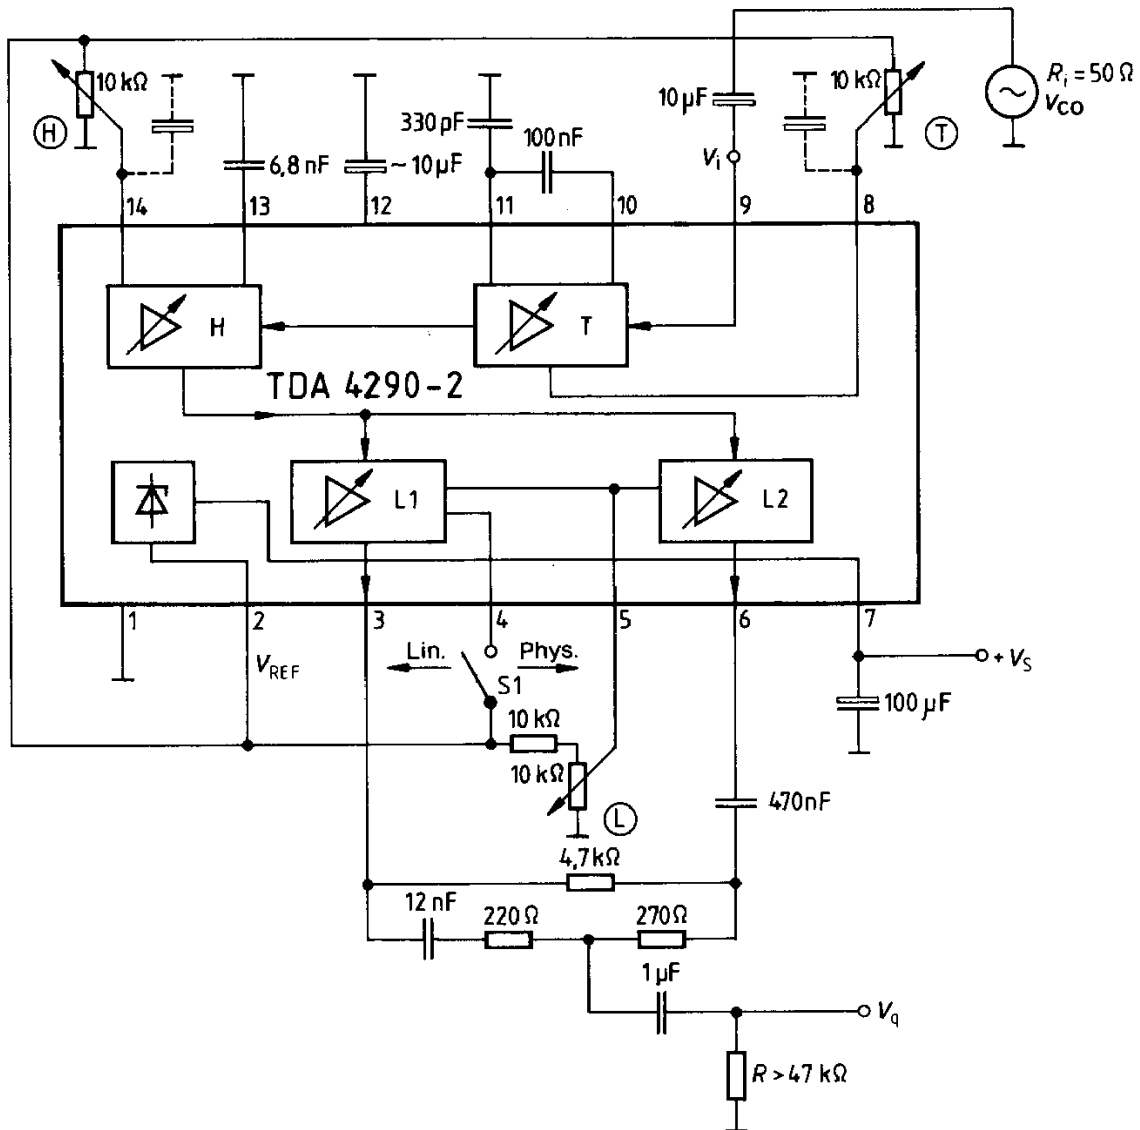 10 kΩ
H
6,8 nF
~10 µF
330 pF
100 nF
10 µF
Vi
10 kΩ
T
Ri = 50 Ω
VCO
14
13
12
11
10
9
8
H
T
TDA 4290-2
L1
L2
1
2
3
4
5
6
7
VREF
Lin.
Phys.
S1
+ VS
100 µF
10 kΩ
10 kΩ
L
470 nF
4,7 kΩ
12 nF
220 Ω
270 Ω
1 µF
Vq
R > 47 kΩ